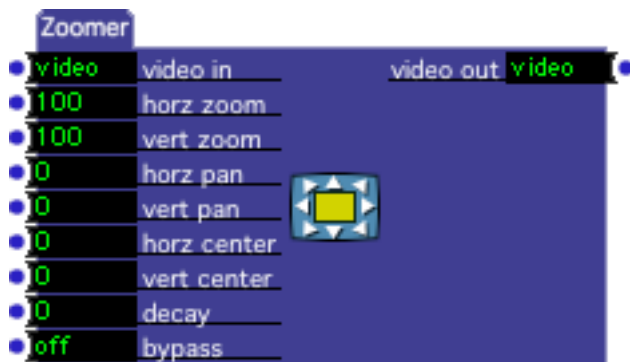 Zoomer
video video in video out video
100 horz zoom
100 vert zoom
0 horz pan
0 vert pan
0 horz center
0 vert center
0 decay
off bypass